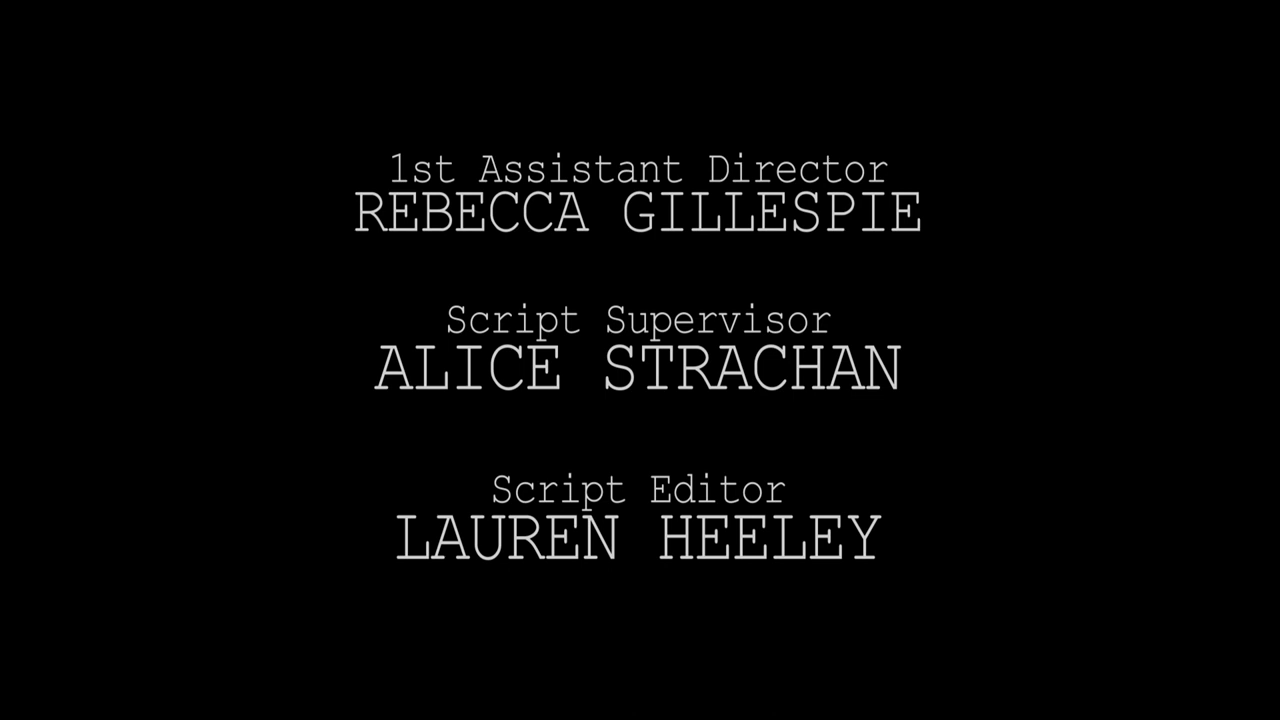 1st Assistant Director
REBECCA GILLESPIE
Script Supervisor
ALICE STRACHAN
Script Editor
LAUREN HEELEY